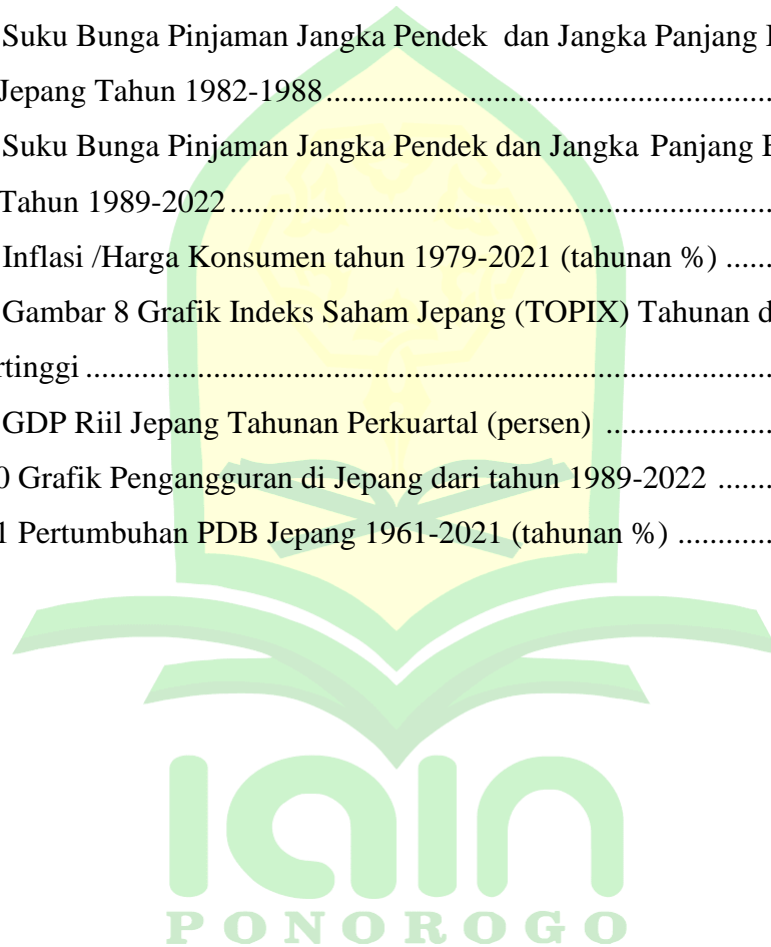 Suku Bunga Pinjaman Jangka Pendek dan Jangka Panjang
Jepang Tahun 1982-1988........................................................
Suku Bunga Pinjaman Jangka Pendek dan Jangka Panjang
Tahun 1989-2022........................................................................
Inflasi /Harga Konsumen tahun 1979-2021 (tahunan %) .......
Gambar 8 Grafik Indeks Saham Jepang (TOPIX) Tahunan
rtinggi ..........................................................................................
GDP Riil Jepang Tahunan Perkuartal (persen) ......................
0 Grafik Pengangguran di Jepang dari tahun 1989-2022 ........
1 Pertumbuhan PDB Jepang 1961-2021 (tahunan %) .............
iain
PONOROGO